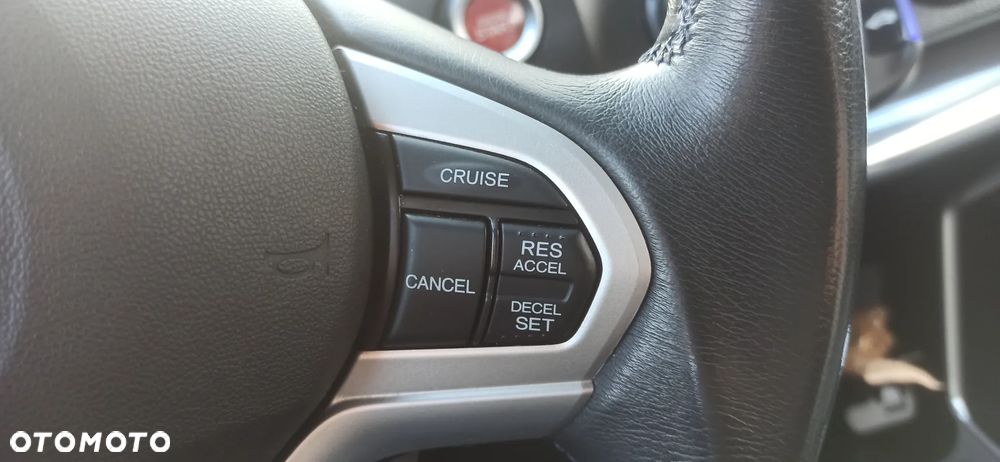 CRUISE
CANCEL
RES
ACCEL
DECEL
SET
OTOMOTO